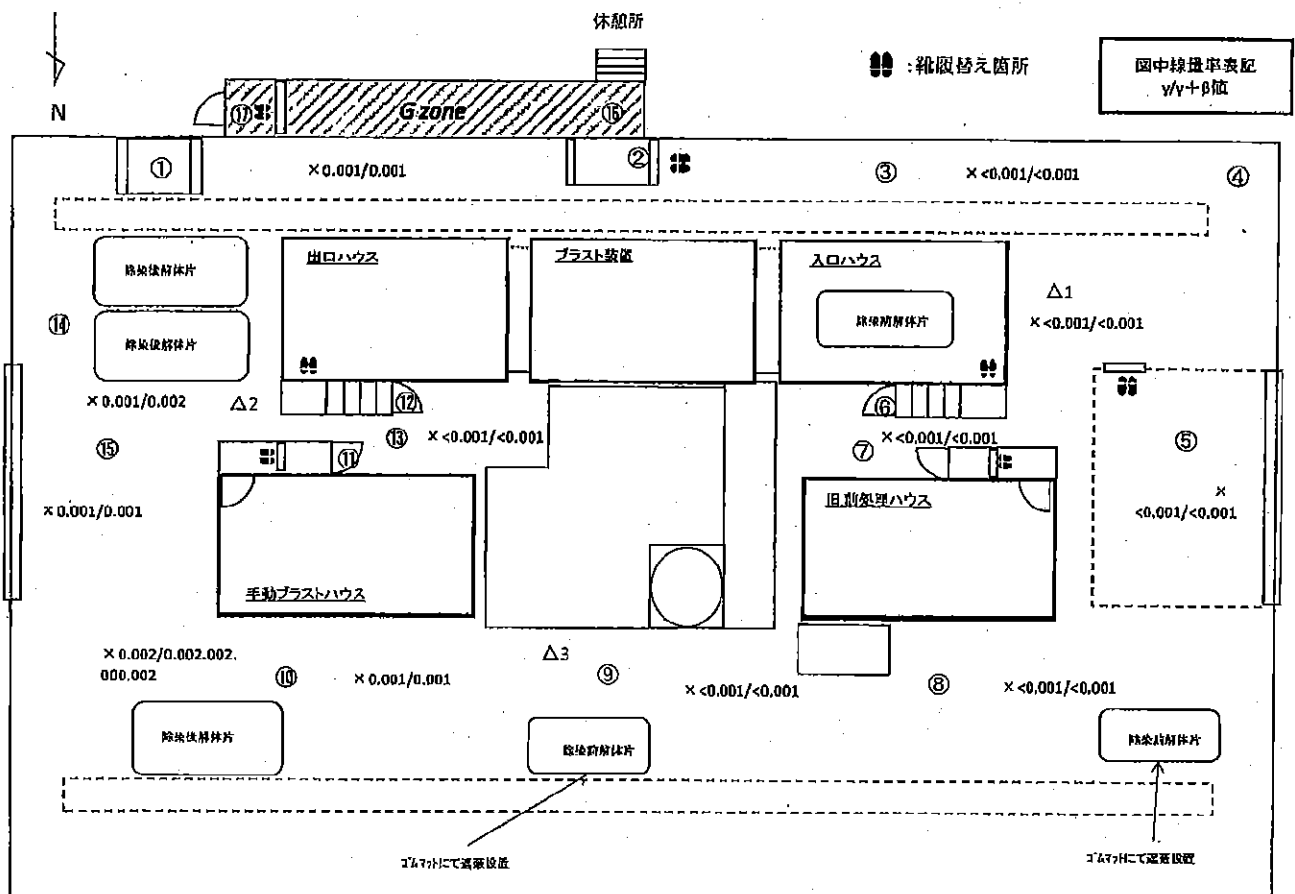 休憩所
:靴履替え箇所
図中線量率表記
γ/γ+β値
N
⑰
G zone
⑯
①
×0.001/0.001
②
③
×<0.001/<0.001
④
除染後解体片
出口ハウス
ブラスト装置
入口ハウス
除染前解体片
△1
×<0.001/<0.001
⑭
除染後解体片
×0.001/0.002
△2
⑫
⑥
⑮
⑬
×<0.001/<0.001
×<0.001/<0.001
⑤
⑪
⑦
×
<0.001/<0.001
×0.001/0.001
旧前処理ハウス
手動ブラストハウス
×0.002/0.002.002.
000.002
⑩
×0.001/0.001
△3
⑨
×<0.001/<0.001
⑧
×<0.001/<0.001
除染後解体片
除染前解体片
除染前解体片
ゴムマットにて遮蔽設置
ゴムマットにて遮蔽設置